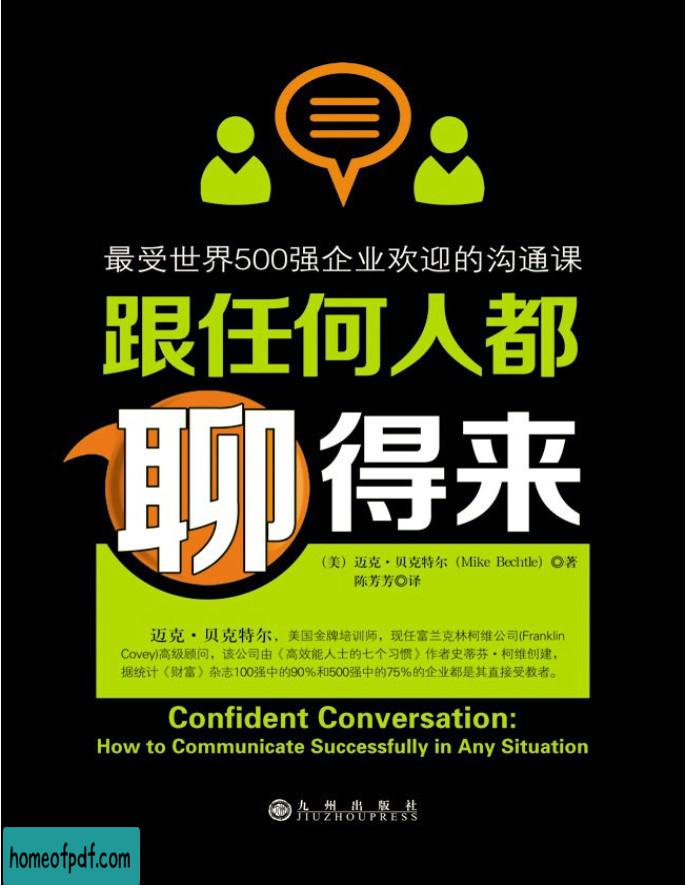 最受世界500强企业欢迎的沟通课
跟任何人都
聊得来
（美）迈克·贝克特尔（Mike Bechtle）◎著
陈芳芳◎译
迈克·贝克特尔，美国金牌培训师，现任富兰克林柯维公司(Franklin
Covey)高级顾问，该公司由《高效能人士的七个习惯》作者史蒂芬·柯维创建，
据统计《财富》杂志100强中的90%和500强中的75%的企业都是其直接受教者。
Confident Conversation:
How to Communicate Successfully in Any Situation
九州出版社
JIUZHOUPRESS
homeofpdf.com